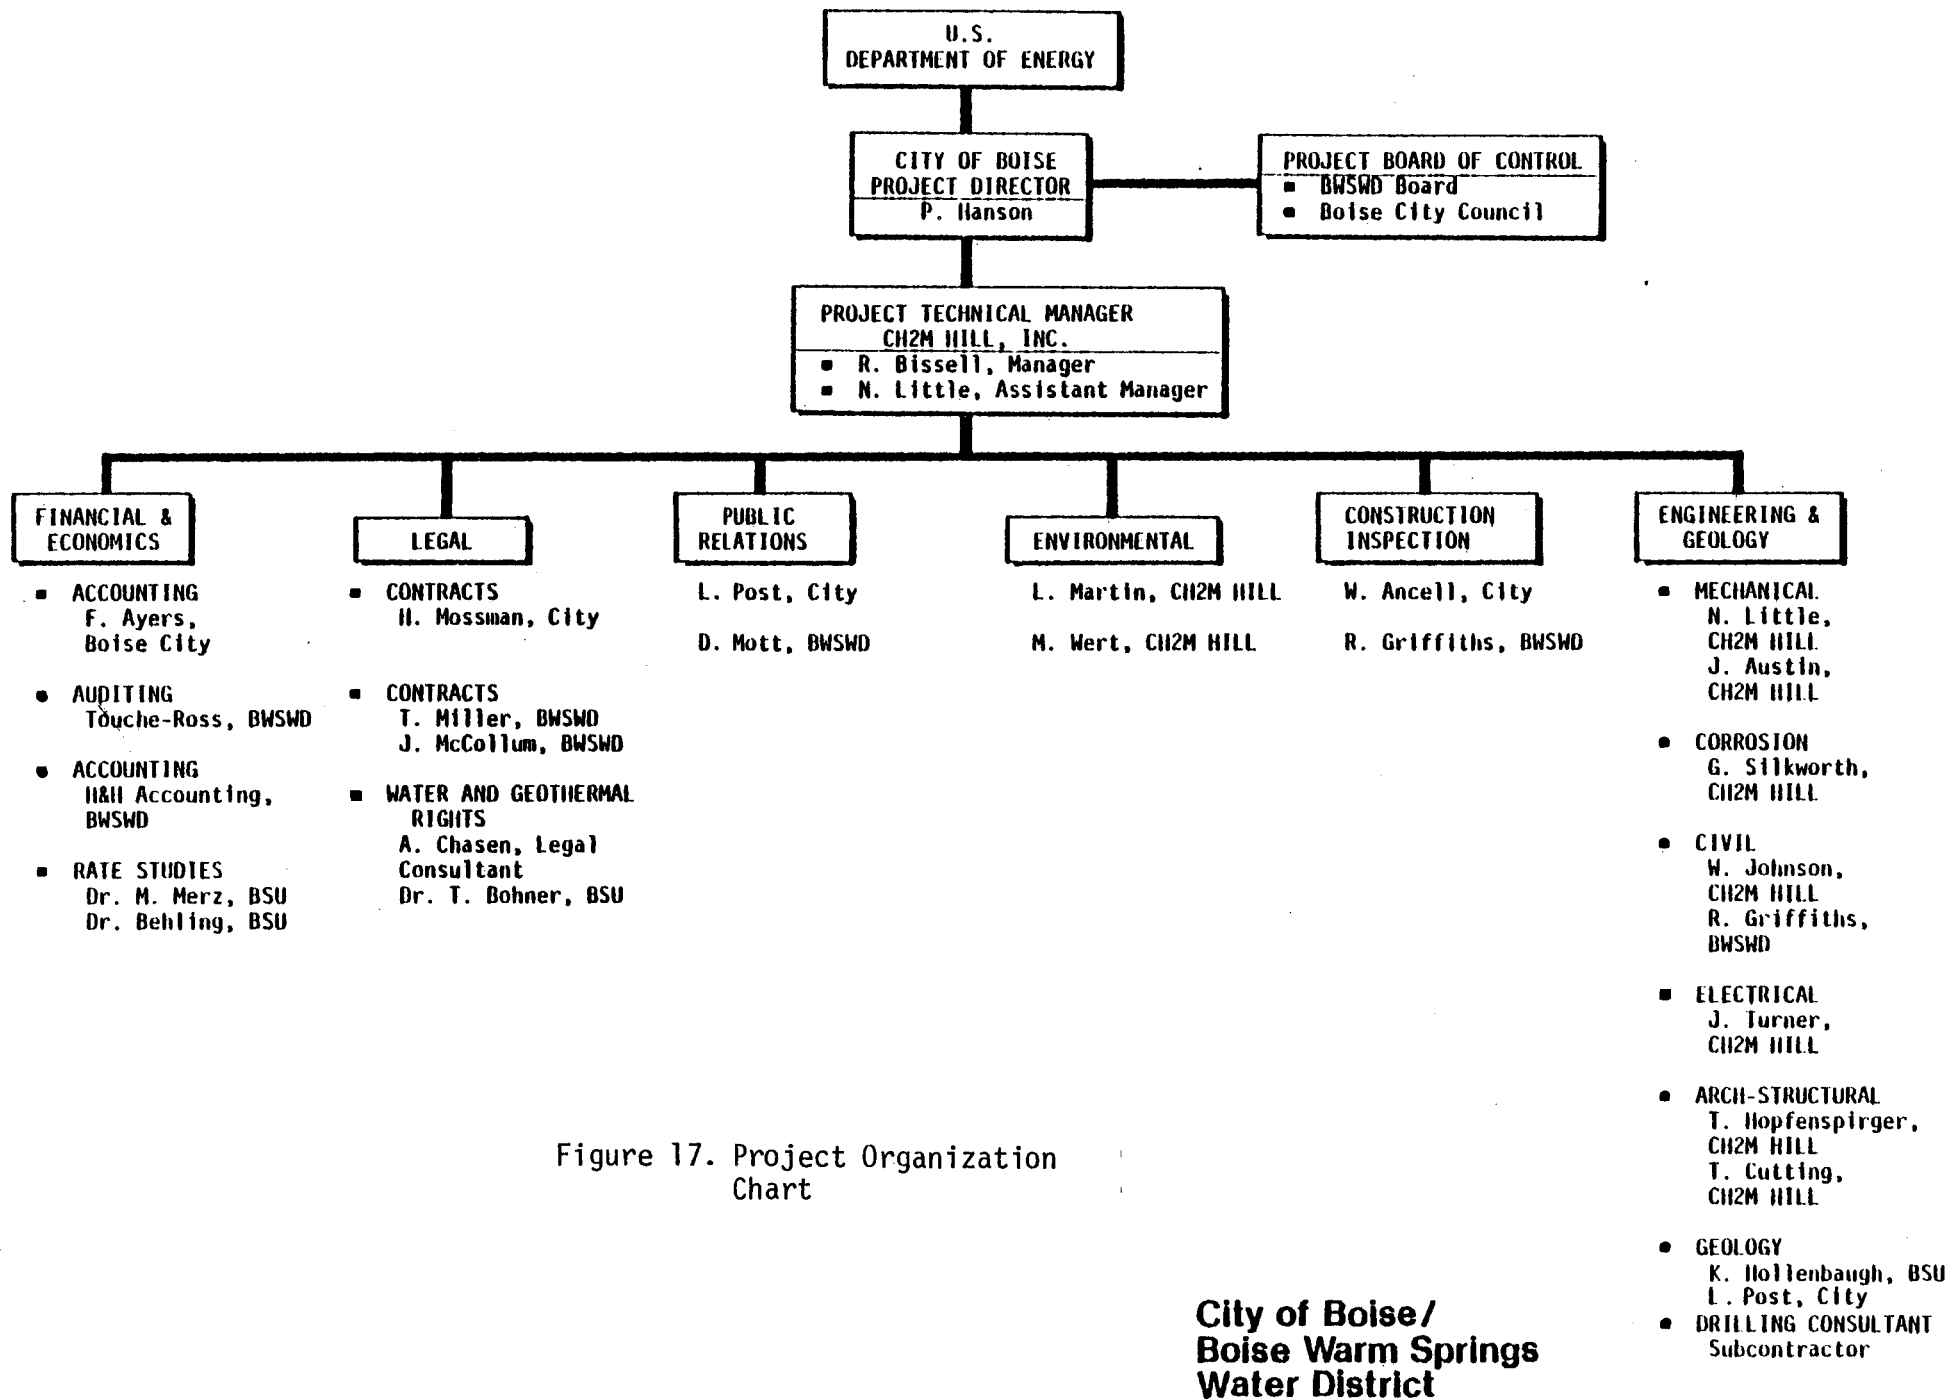 U.S.
DEPARTMENT OF ENERGY
CITY OF BOISE
PROJECT DIRECTOR
P. Hanson
PROJECT BOARD OF CONTROL
▪ BWSWD Board
▪ Boise City Council
PROJECT TECHNICAL MANAGER
CH2M HILL, INC.
▪ R. Bissell, Manager
▪ N. Little, Assistant Manager
FINANCIAL &
ECONOMICS
▪ ACCOUNTING
F. Ayers,
Boise City
▪ AUDITING
Touche-Ross, BWSWD
▪ ACCOUNTING
H&H Accounting,
BWSWD
▪ RATE STUDIES
Dr. M. Merz, BSU
Dr. Behling, BSU
LEGAL
▪ CONTRACTS
H. Mossman, City
▪ CONTRACTS
T. Miller, BWSWD
J. McCollum, BWSWD
▪ WATER AND GEOTHERMAL
RIGHTS
A. Chasen, Legal
Consultant
Dr. T. Bohner, BSU
PUBLIC
RELATIONS
L. Post, City
D. Mott, BWSWD
ENVIRONMENTAL
L. Martin, CH2M HILL
M. Wert, CH2M HILL
CONSTRUCTION
INSPECTION
W. Ancell, City
R. Griffiths, BWSWD
ENGINEERING &
GEOLOGY
▪ MECHANICAL
N. Little,
CH2M HILL
J. Austin,
CH2M HILL
▪ CORROSION
G. Silkworth,
CH2M HILL
▪ CIVIL
W. Johnson,
CH2M HILL
R. Griffiths,
BWSWD
▪ ELECTRICAL
J. Turner,
CH2M HILL
▪ ARCH-STRUCTURAL
T. Hopfenspirger,
CH2M HILL
T. Cutting,
CH2M HILL
▪ GEOLOGY
K. Hollenbaugh, BSU
L. Post, City
▪ DRILLING CONSULTANT
Subcontractor
Figure 17. Project Organization
Chart
City of Boise/
Boise Warm Springs
Water District